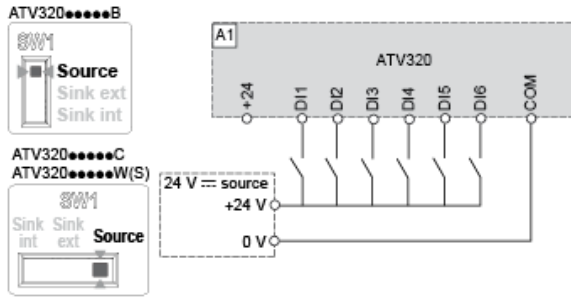 ATV320●●●●●B
SW1
Source
Sink ext
Sink int
ATV320●●●●●C
ATV320●●●●●W(S)
SW1
Sink int
Sink ext
Source
A1
ATV320
+24
DI1
DI2
DI3
DI4
DI5
DI6
COM
24 V ⎓ source
+24 V
0 V